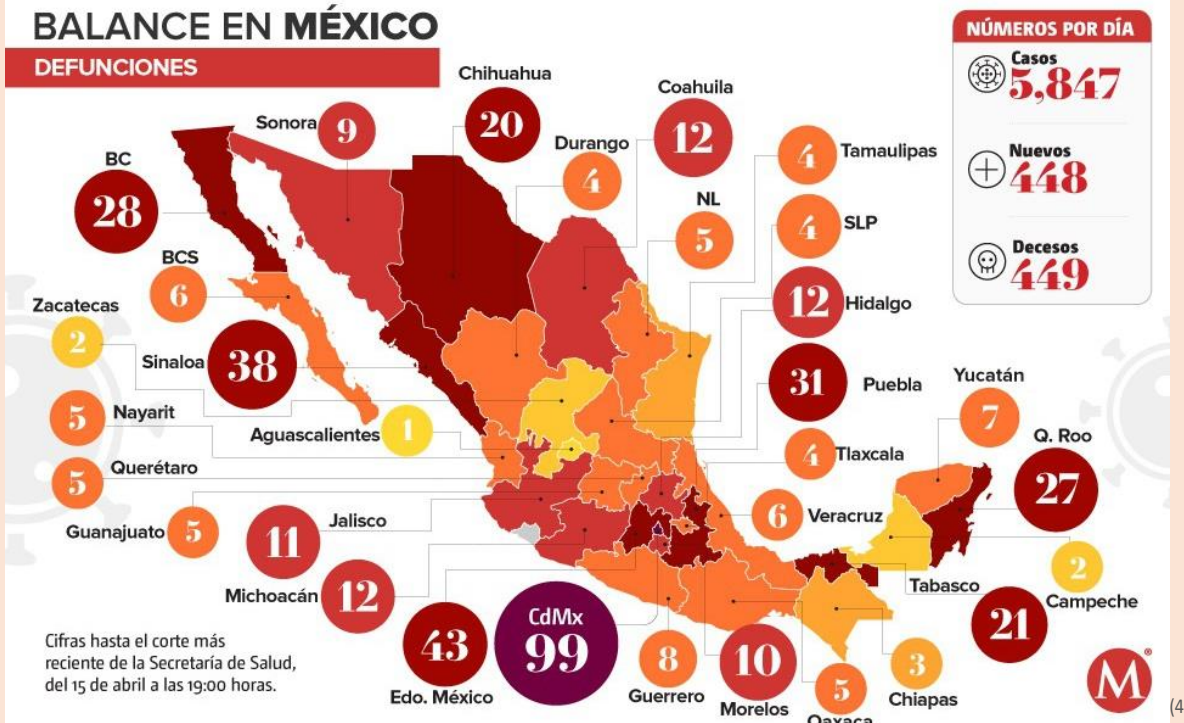 BALANCE EN MÉXICO
DEFUNCIONES
NÚMEROS POR DÍA
Casos
5,847
Nuevos
448
Decesos
449
Chihuahua
20
Coahuila
12
Sonora
9
Durango
4
Tamaulipas
4
BC
28
NL
5
SLP
4
BCS
6
Hidalgo
12
Zacatecas
2
Sinaloa
38
Puebla
31
Yucatán
7
Nayarit
5
Aguascalientes
1
Tlaxcala
4
Q. Roo
27
Querétaro
5
Guanajuato
5
Jalisco
11
Veracruz
6
Tabasco
21
Campeche
2
Michoacán
12
Edo. México
43
CdMx
99
Guerrero
8
Morelos
10
Oaxaca
5
Chiapas
3
Cifras hasta el corte más
reciente de la Secretaría de Salud,
del 15 de abril a las 19:00 horas.
M
(4